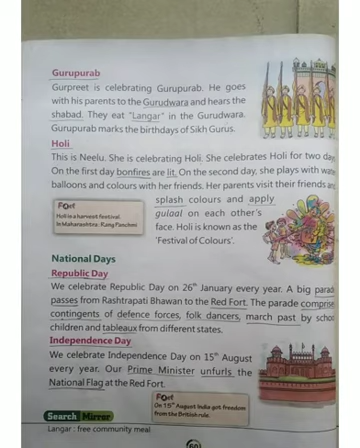 Gurupurab
Gurpreet is celebrating Gurupurab. He goes
with his parents to the Gurudwara and hears the
shabad. They eat "Langar" in the Gurudwara.
Gurupurab marks the birthdays of Sikh Gurus.
Holi
This is Neelu. She is celebrating Holi. She celebrates Holi for two day
On the first day bonfires are lit. On the second day, she plays with wate
balloons and colours with her friends. Her parents visit their friends an
splash colours and apply
gulaal on each other's
face. Holi is known as the
'Festival of Colours'.
Fact
Holi is a harvest festival.
In Maharashtra: Rang Panchmi
National Days
Republic Day
We celebrate Republic Day on 26th January every year. A big parad
passes from Rashtrapati Bhawan to the Red Fort. The parade comprise
contingents of defence forces, folk dancers, march past by schoo
children and tableaux from different states.
Independence Day
We celebrate Independence Day on 15th August
every year. Our Prime Minister unfurls the
National Flag at the Red Fort.
Fact
On 15th August India got freedom
from the British rule.
Search Mirror
Langar : free community meal
60